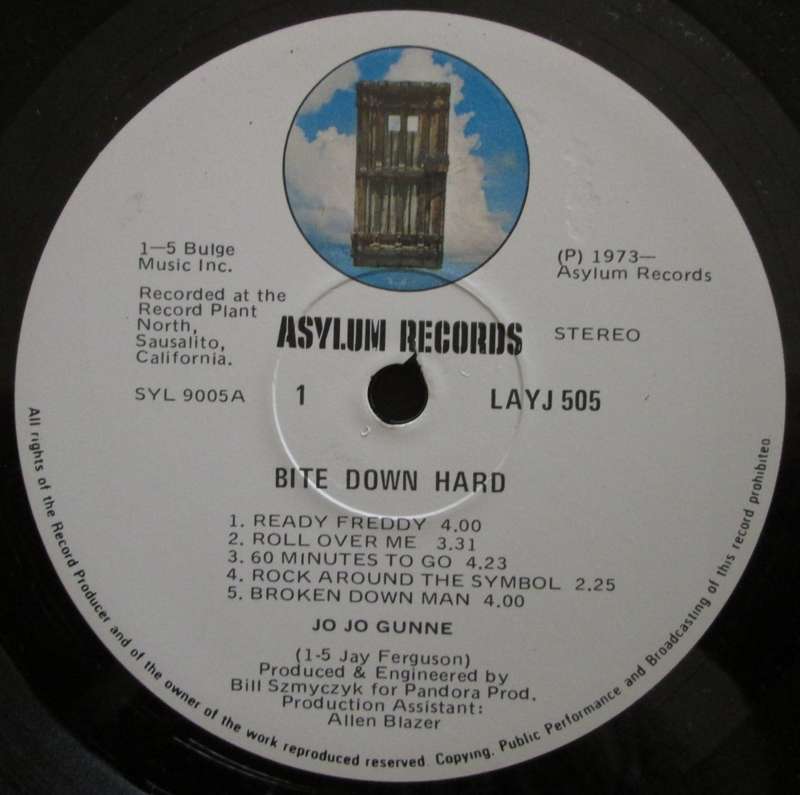 1—5 Bulge
Music Inc.
Recorded at the
Record Plant
North,
Sausalito,
California.
(P) 1973—
Asylum Records
ASYLUM RECORDS
STEREO
SYL 9005A
1
LAYJ 505
BITE DOWN HARD
1. READY FREDDY 4.00
2. ROLL OVER ME 3.31
3. 60 MINUTES TO GO 4.23
4. ROCK AROUND THE SYMBOL 2.25
5. BROKEN DOWN MAN 4.00
JO JO GUNNE
(1-5 Jay Ferguson)
Produced & Engineered by
Bill Szmyczyk for Pandora Prod.
Production Assistant:
Allen Blazer
All rights of the Record Producer and of the owner of the work reproduced reserved. Copying, Public Performance and Broadcasting of this record prohibited.